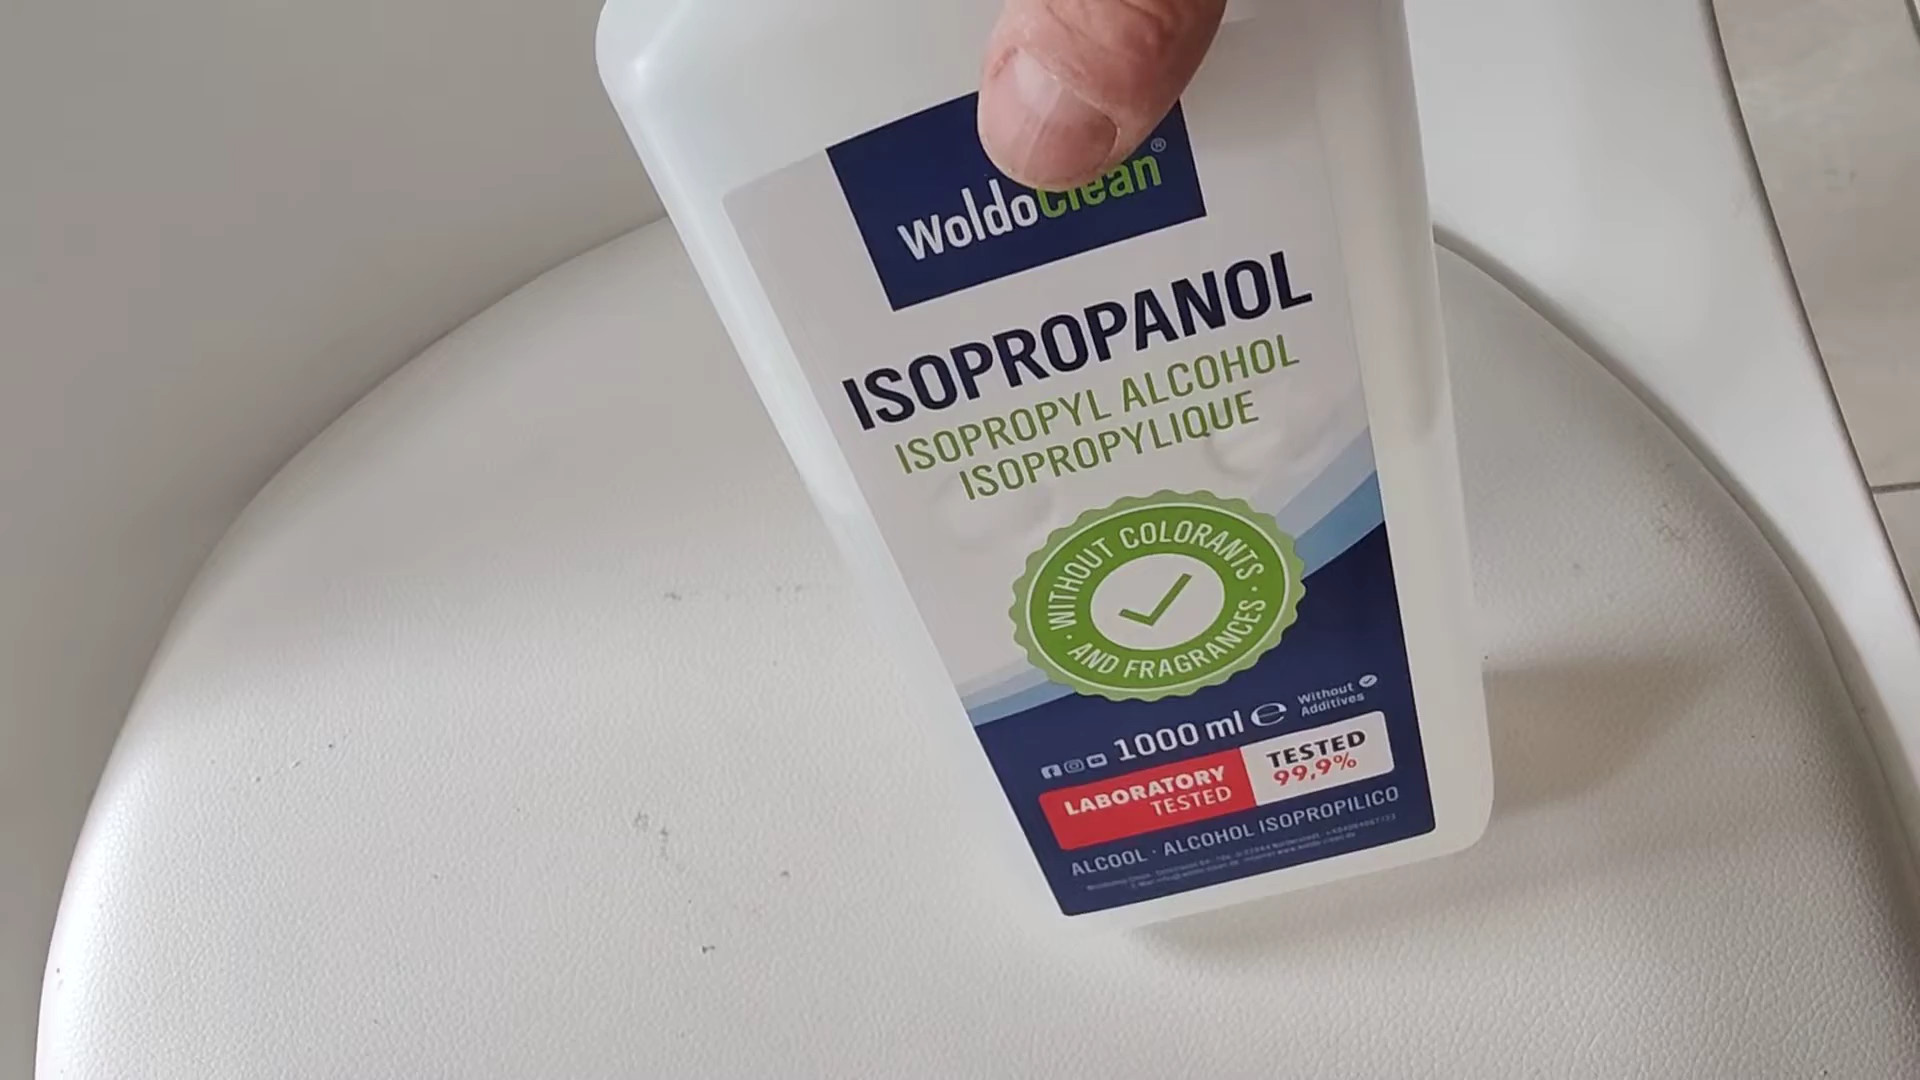 WoldoClean®
ISOPROPANOL
ISOPROPYL ALCOHOL
ISOPROPYLIQUE
· WITHOUT COLORANTS ·
AND FRAGRANCES
1000 ml ℮
Without
Additives
LABORATORY
TESTED
TESTED
99,9%
ALCOOL · ALCOHOL ISOPROPILICO